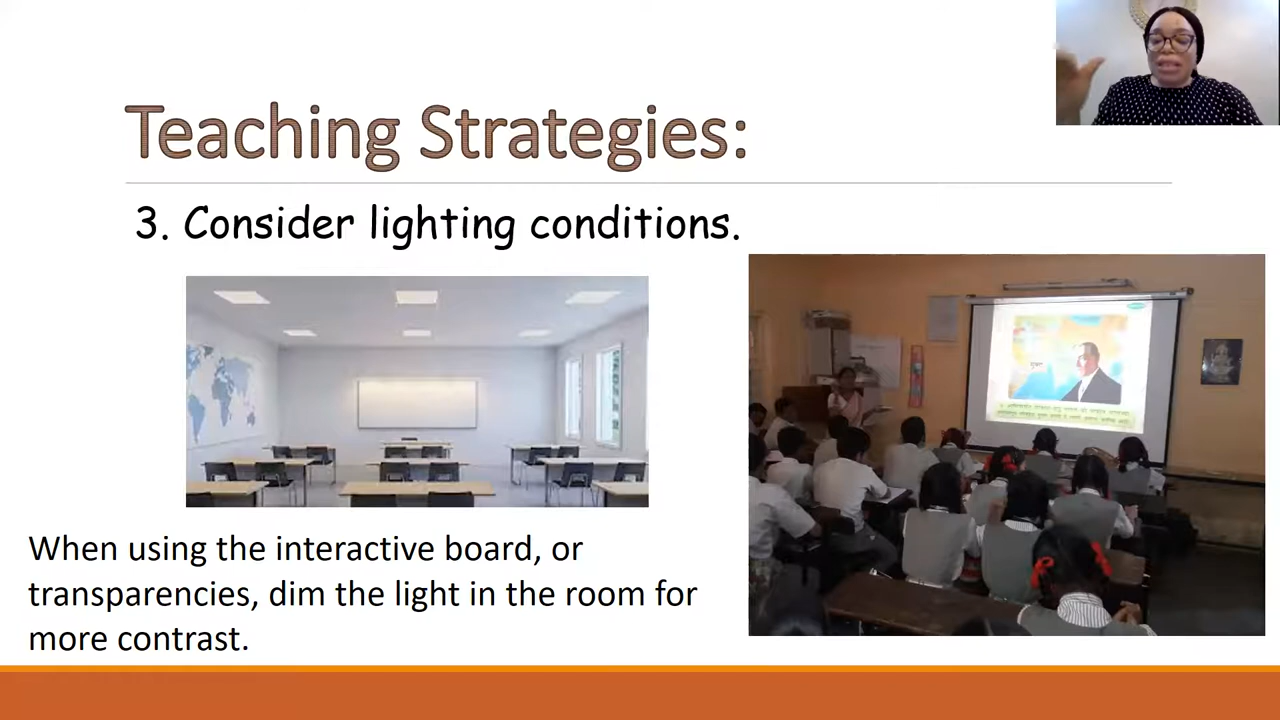 Teaching Strategies:
3. Consider lighting conditions.
When using the interactive board, or
transparencies, dim the light in the room for
more contrast.